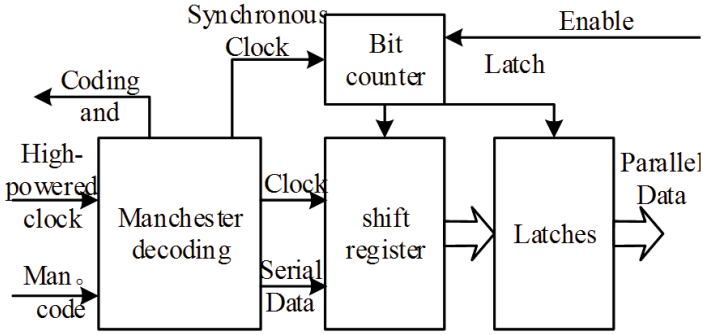 Synchronous
Clock
Bit
counter
Enable
Latch
Coding
and
High-
powered
clock
Man。
code
Manchester
decoding
Clock
Serial
Data
shift
register
Latches
Parallel
Data